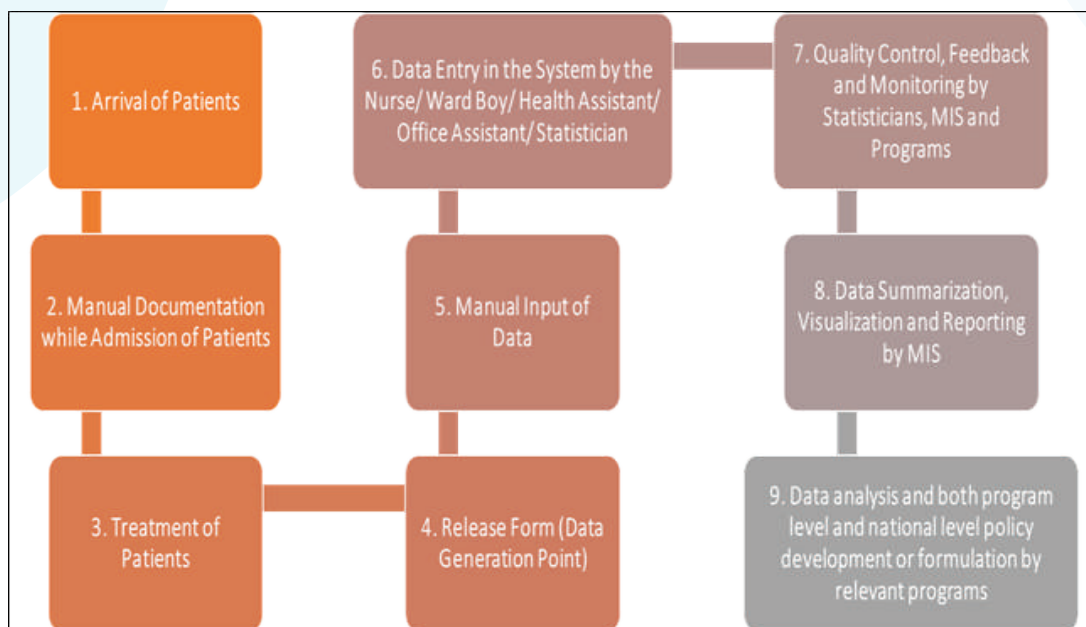 1. Arrival of Patients
2. Manual Documentation
while Admission of Patients
3. Treatment of
Patients
4. Release Form (Data
Generation Point)
5. Manual Input of
Data
6. Data Entry in the System by the
Nurse/ Ward Boy/ Health Assistant/
Office Assistant/ Statistician
7. Quality Control, Feedback
and Monitoring by
Statisticians, MIS and
Programs
8. Data Summarization,
Visualization and Reporting
by MIS
9. Data analysis and both program
level and national level policy
development or formulation by
relevant programs